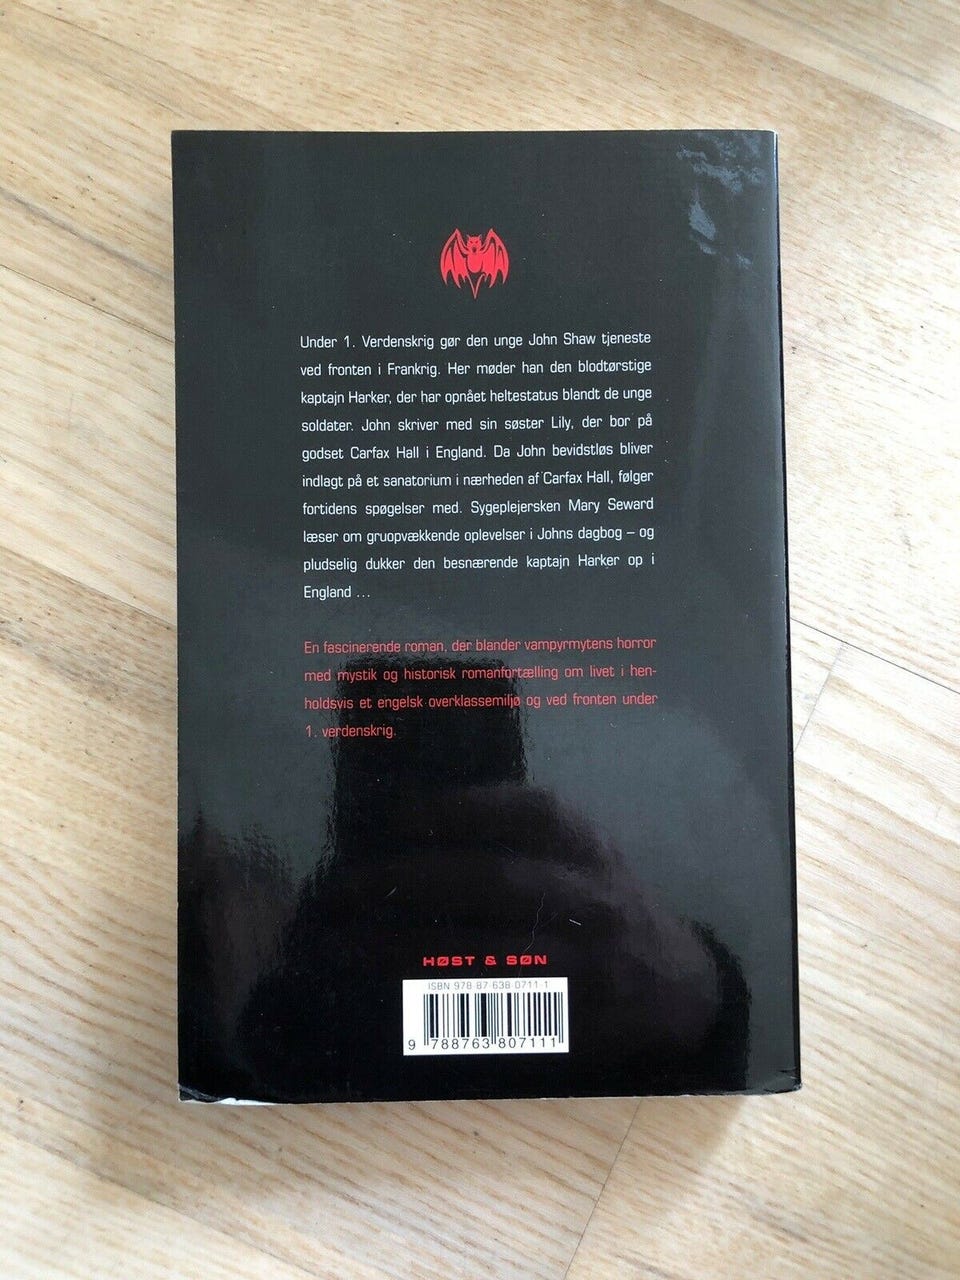 Under 1. Verdenskrig gør den unge John Shaw tjeneste
ved fronten i Frankrig. Her møder han den blodtørstige
kaptajn Harker, der har opnået heltestatus blandt de unge
soldater. John skriver med sin søster Lily, der bor på
godset Carfax Hall i England. Da John bevidstløs bliver
indlagt på et sanatorium i nærheden af Carfax Hall, følger
fortidens spøgelser med. Sygeplejersken Mary Seward
læser om gruopvækkende oplevelser i Johns dagbog – og
pludselig dukker den besnærende kaptajn Harker op i
England ...
En fascinerende roman, der blander vampyrmytens horror
med mystik og historisk romanfortælling om livet i hen-
holdsvis et engelsk overklassemiljø og ved fronten under
1. verdenskrig.
HØST & SØN
ISBN 978-87-638-0711-1
9 788763 807111